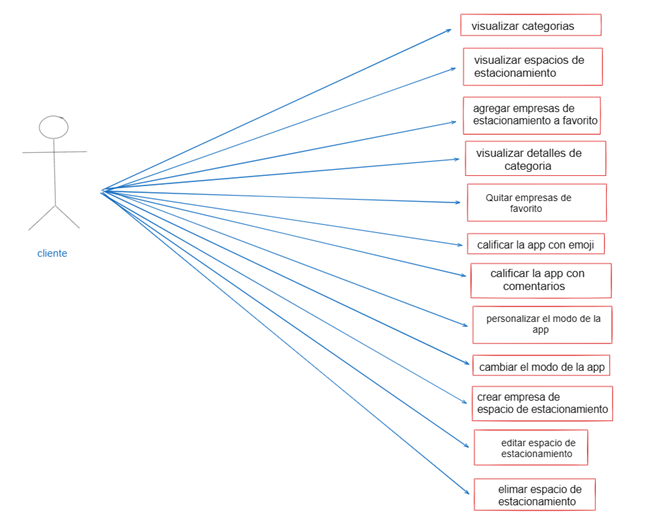 visualizar categorias
visualizar espacios de
estacionamiento
agregar empresas de
estacionamiento a favorito
visualizar detalles de
categoria
Quitar empresas de
favorito
calificar la app con emoji
calificar la app con
comentarios
personalizar el modo de la
app
cambiar el modo de la app
crear empresa de
espacio de estacionamiento
editar espacio de
estacionamiento
elimar espacio de
estacionamiento
cliente